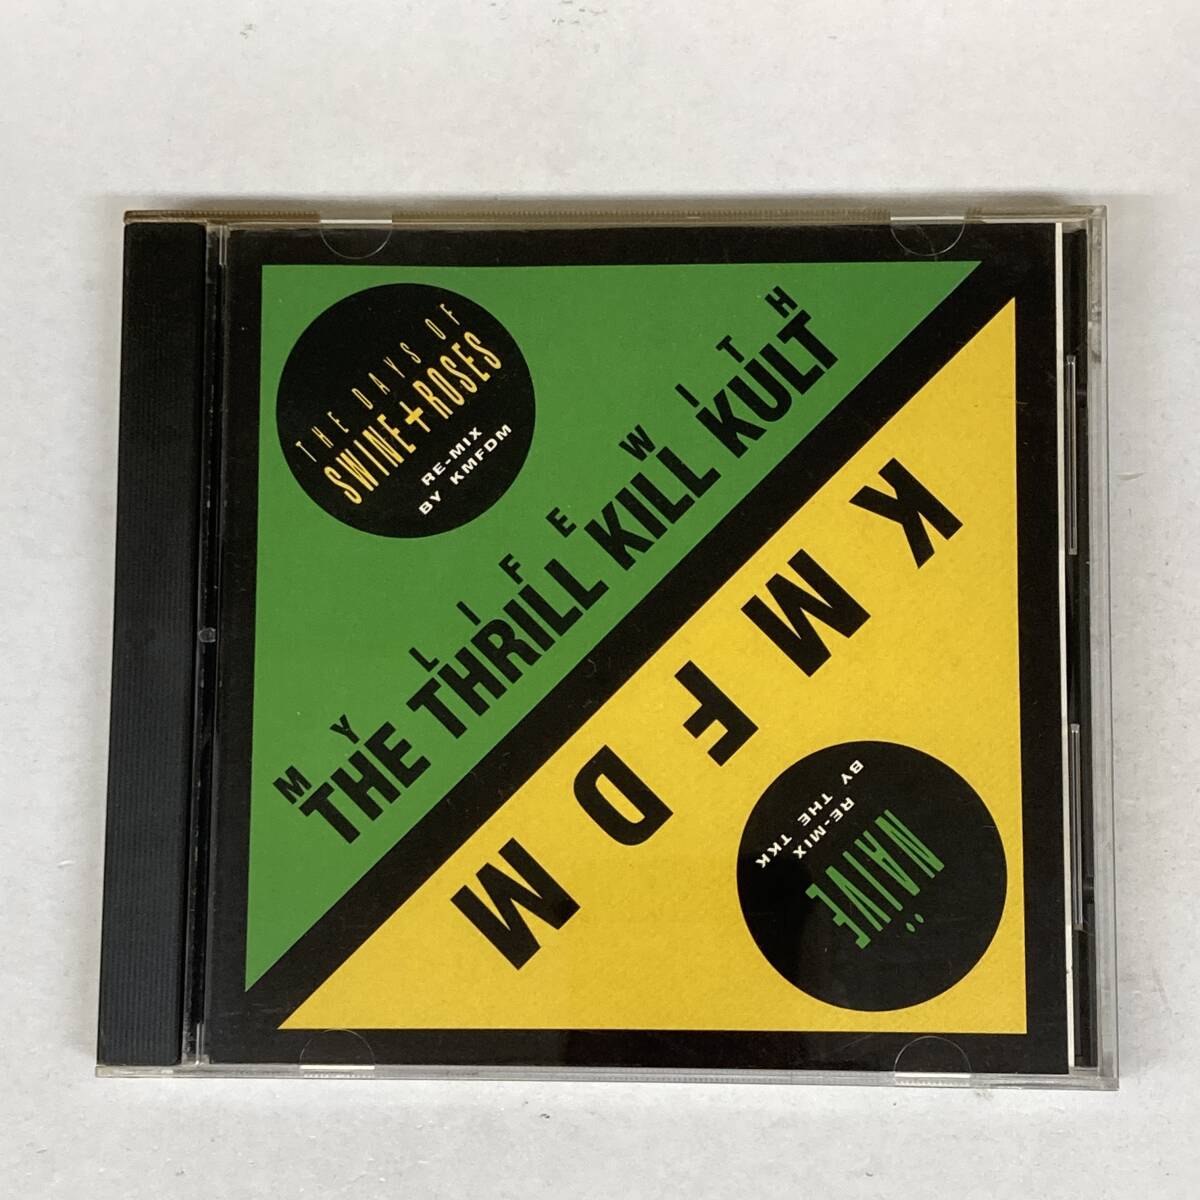 THE DAYS OF
SWINE + ROSES
RE-MIX
BY KMFDM
MY LIFE WITH
THE THRILL KILL KULT
KMFDM
NAÏVE
RE-MIX
BY THE TKK